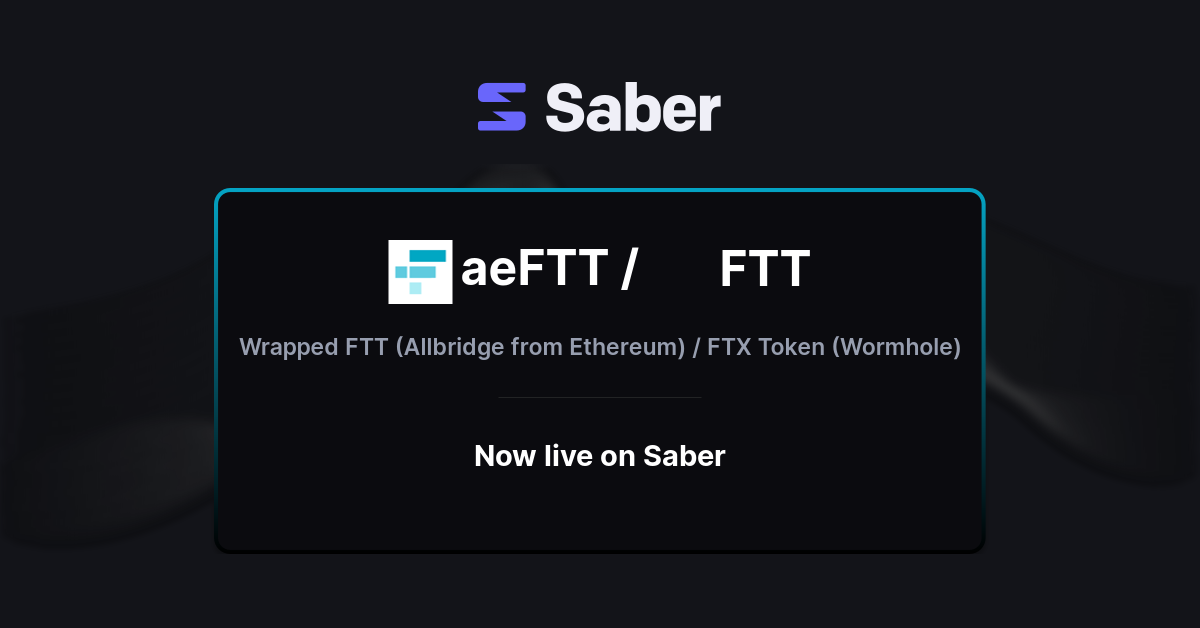 Saber
aeFTT / FTT
Wrapped FTT (Allbridge from Ethereum) / FTX Token (Wormhole)
Now live on Saber